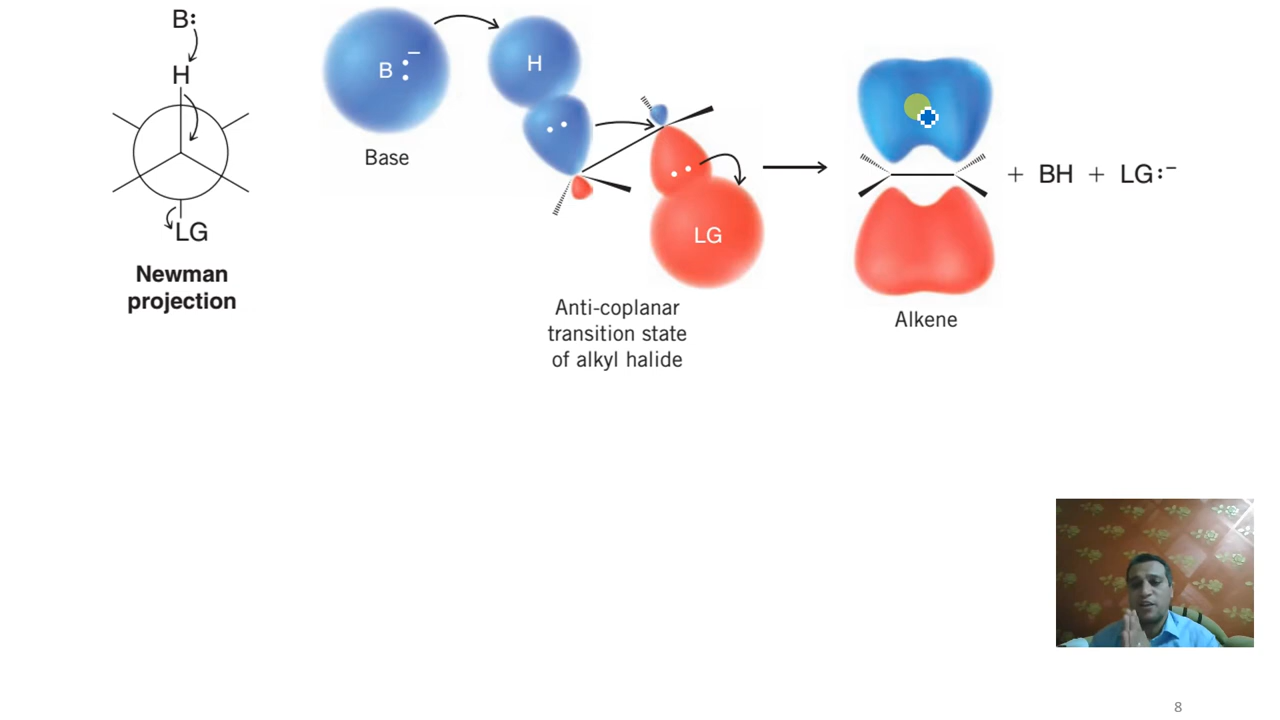 B:
H
LG
Newman
projection
B :−
Base
H
LG
Anti-coplanar
transition state
of alkyl halide
Alkene
+ BH + LG:−
8